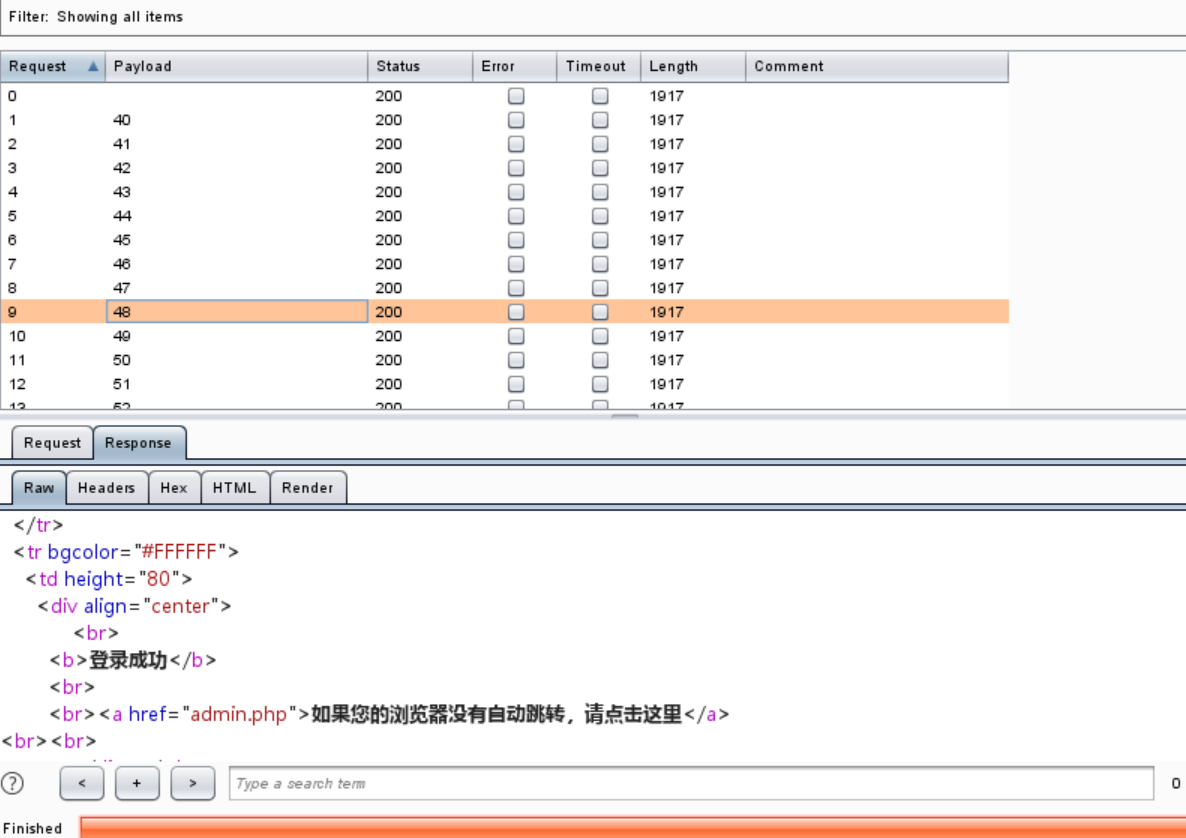 Filter: Showing all items
Request Payload Status Error Timeout Length Comment
0 200 1917
1 40 200 1917
2 41 200 1917
3 42 200 1917
4 43 200 1917
5 44 200 1917
6 45 200 1917
7 46 200 1917
8 47 200 1917
9 48 200 1917
10 49 200 1917
11 50 200 1917
12 51 200 1917
13 52 200 1917
Request Response
Raw Headers Hex HTML Render
</tr>
<tr bgcolor="#FFFFFF">
<td height="80">
<div align="center">
<br>
<b>登录成功</b>
<br>
<br><a href="admin.php">如果您的浏览器没有自动跳转，请点击这里</a>
<br><br>
? < + > Type a search term 0
Finished